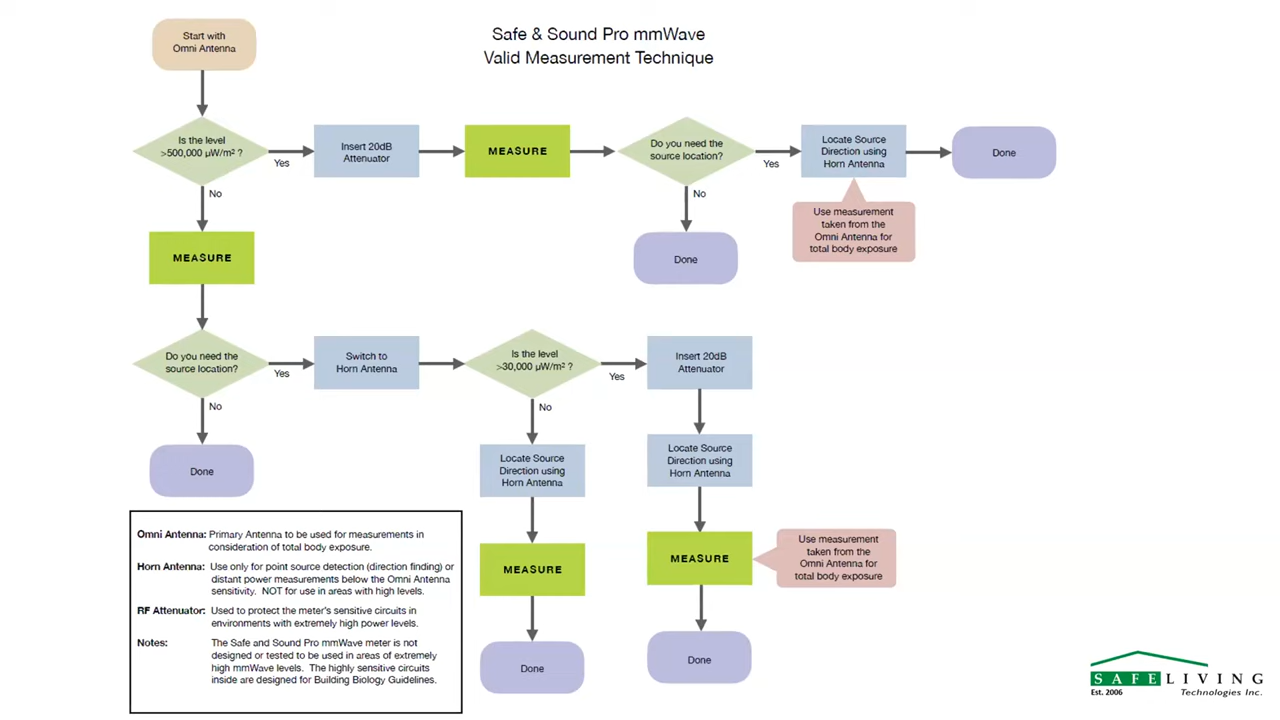 Safe & Sound Pro mmWave
Valid Measurement Technique
Start with
Omni Antenna
Is the level
>500,000 µW/m² ?
Yes
Insert 20dB
Attenuator
MEASURE
Do you need the
source location?
Yes
Locate Source
Direction using
Horn Antenna
Done
No
No
Use measurement
taken from the
Omni Antenna for
total body exposure
MEASURE
Done
Do you need the
source location?
Yes
Switch to
Horn Antenna
Is the level
>30,000 µW/m² ?
Yes
Insert 20dB
Attenuator
No
No
Done
Locate Source
Direction using
Horn Antenna
Locate Source
Direction using
Horn Antenna
MEASURE
MEASURE
Use measurement
taken from the
Omni Antenna for
total body exposure
Done
Done
Omni Antenna: Primary Antenna to be used for measurements in
consideration of total body exposure.
Horn Antenna: Use only for point source detection (direction finding) or
distant power measurements below the Omni Antenna
sensitivity. NOT for use in areas with high levels.
RF Attenuator: Used to protect the meter's sensitive circuits in
environments with extremely high power levels.
Notes: The Safe and Sound Pro mmWave meter is not
designed or tested to be used in areas of extremely
high mmWave levels. The highly sensitive circuits
inside are designed for Building Biology Guidelines.
SAFELIVING
Est. 2006 Technologies Inc.